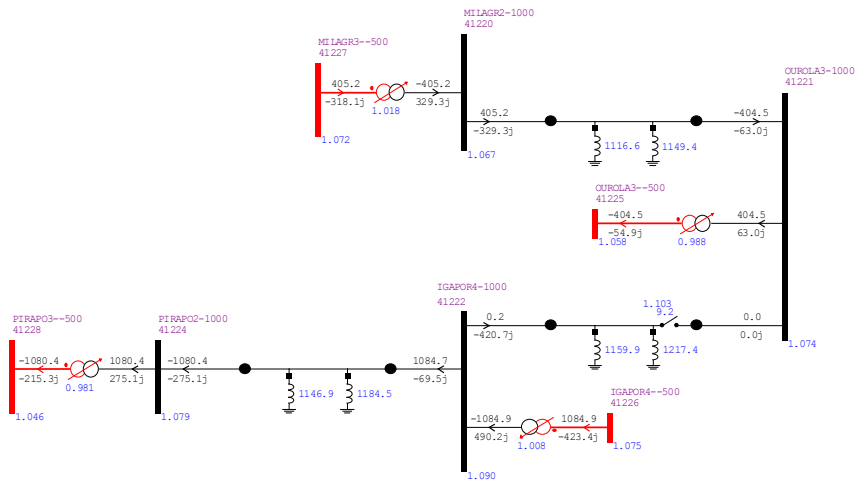 MILAGR2-1000
41220
MILAGR3--500
41227
405.2
-318.1j
1.018
-405.2
329.3j
1.072
OUROLA3-1000
41221
405.2
-329.3j
-404.5
-63.0j
1116.6
1149.4
1.067
OUROLA3--500
41225
-404.5
-54.9j
1.058
0.988
404.5
63.0j
IGAPOR4-1000
41222
1.103
9.2
0.2
-420.7j
0.0
0.0j
1159.9
1217.4
1.074
PIRAPO3--500
41228
PIRAPO2-1000
41224
-1080.4
-215.3j
0.981
1080.4
275.1j
-1080.4
-275.1j
1084.7
-69.5j
1146.9
1184.5
1.046
1.079
IGAPOR4--500
41226
-1084.9
490.2j
1.008
1084.9
-423.4j
1.075
1.090